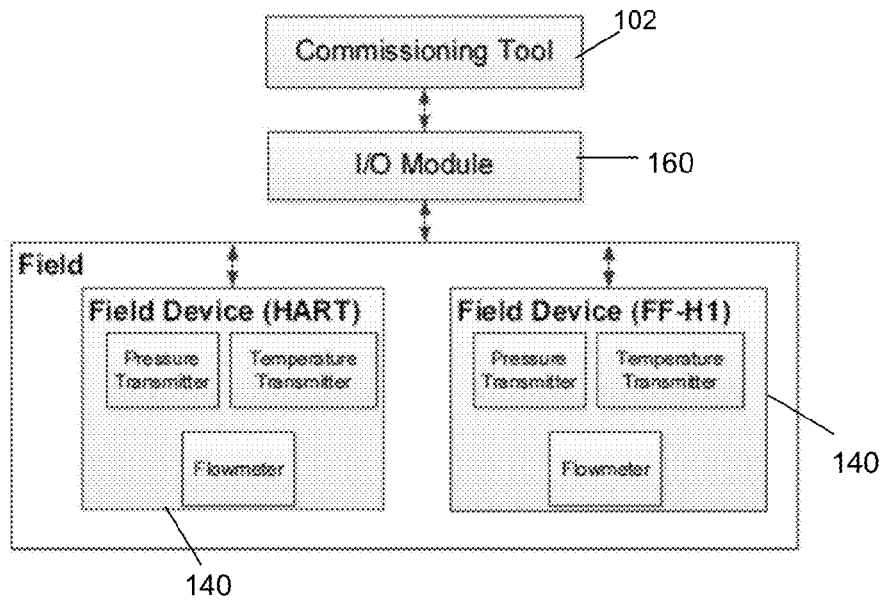 102
Commissioning Tool
I/O Module
160
Field
Field Device (HART)
Pressure
Transmitter
Temperature
Transmitter
Flowmeter
140
Field Device (FF-H1)
Pressure
Transmitter
Temperature
Transmitter
Flowmeter
140